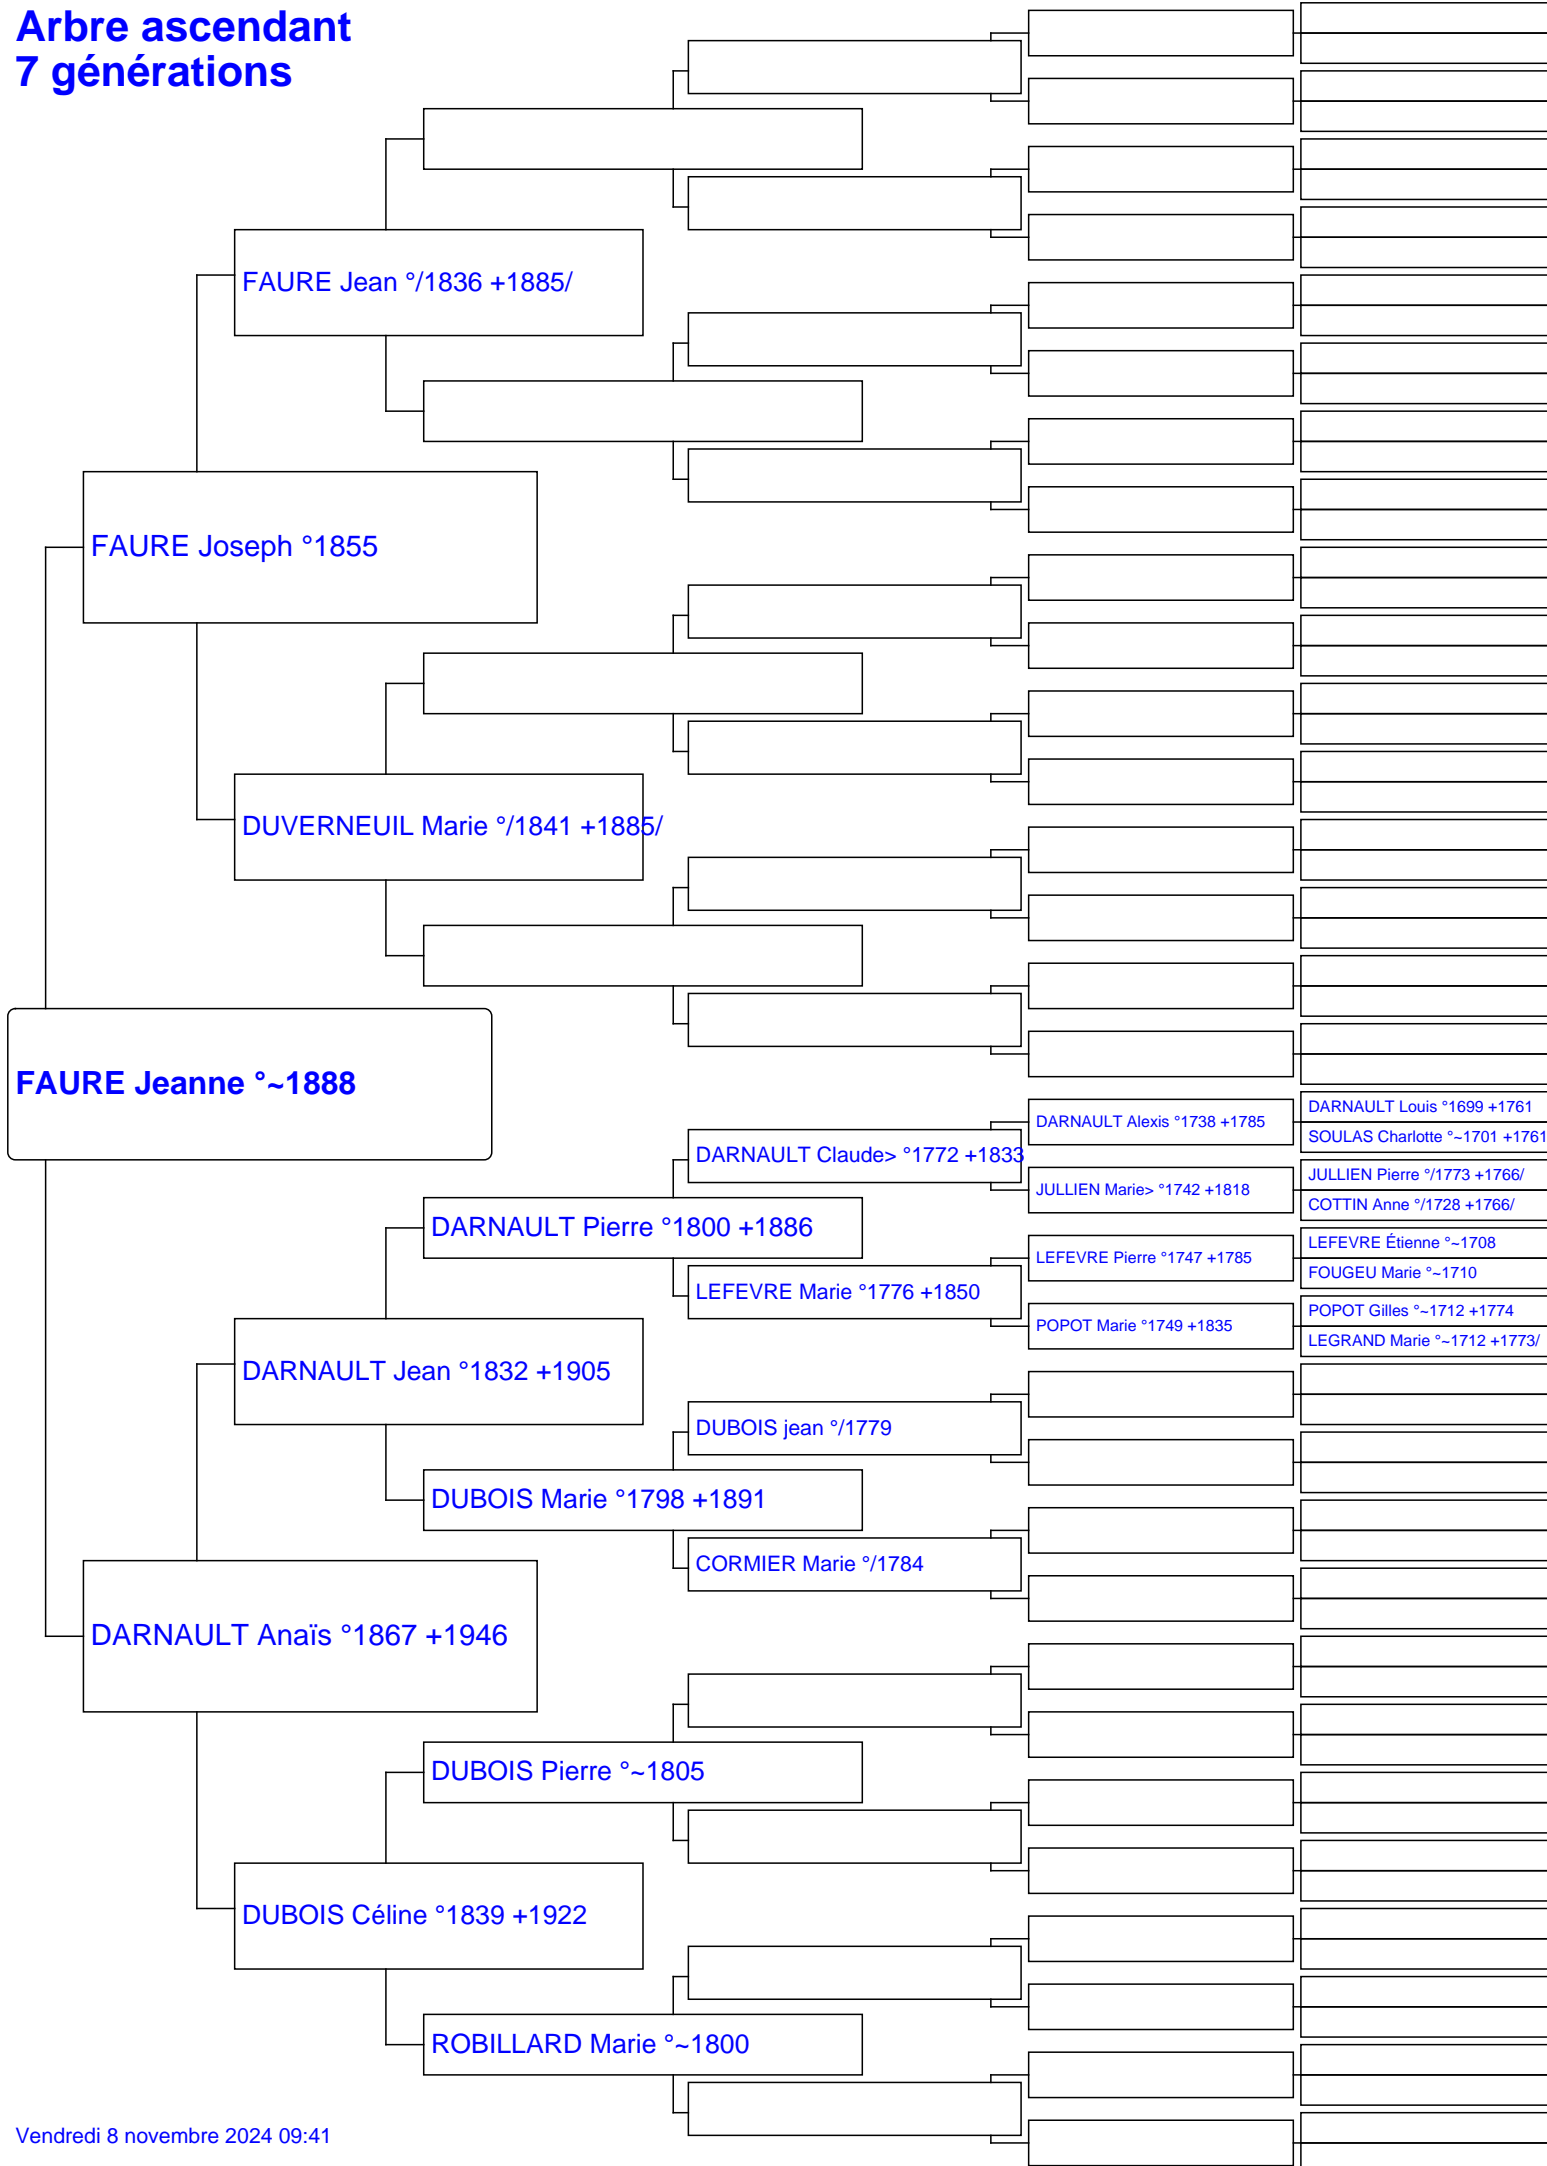 Arbre ascendant
7 générations
FAURE Jean °/1836 +1885/
FAURE Joseph °1855
DUVERNEUIL Marie °/1841 +1885/
FAURE Jeanne °~1888
DARNAULT Louis °1699 +1761
DARNAULT Alexis °1738 +1785
SOULAS Charlotte °~1701 +1761
DARNAULT Claude> °1772 +1833
JULLIEN Pierre °/1773 +1766/
JULLIEN Marie> °1742 +1818
COTTIN Anne °/1728 +1766/
DARNAULT Pierre °1800 +1886
LEFEVRE Étienne °~1708
LEFEVRE Pierre °1747 +1785
FOUGEU Marie °~1710
LEFEVRE Marie °1776 +1850
POPOT Gilles °~1712 +1774
POPOT Marie °1749 +1835
LEGRAND Marie °~1712 +1773/
DARNAULT Jean °1832 +1905
DUBOIS jean °/1779
DUBOIS Marie °1798 +1891
CORMIER Marie °/1784
DARNAULT Anaïs °1867 +1946
DUBOIS Pierre °~1805
DUBOIS Céline °1839 +1922
ROBILLARD Marie °~1800
Vendredi 8 novembre 2024 09:41